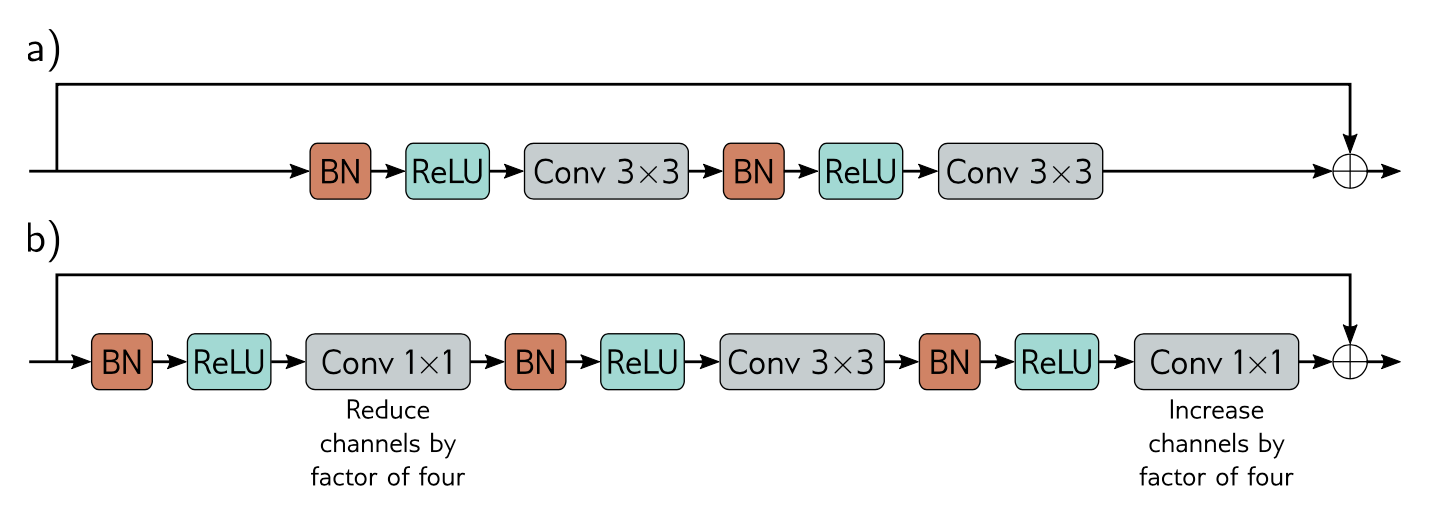 a)
BN ReLU Conv 3×3 BN ReLU Conv 3×3
b)
BN ReLU Conv 1×1 BN ReLU Conv 3×3 BN ReLU Conv 1×1
Reduce
channels by
factor of four
Increase
channels by
factor of four